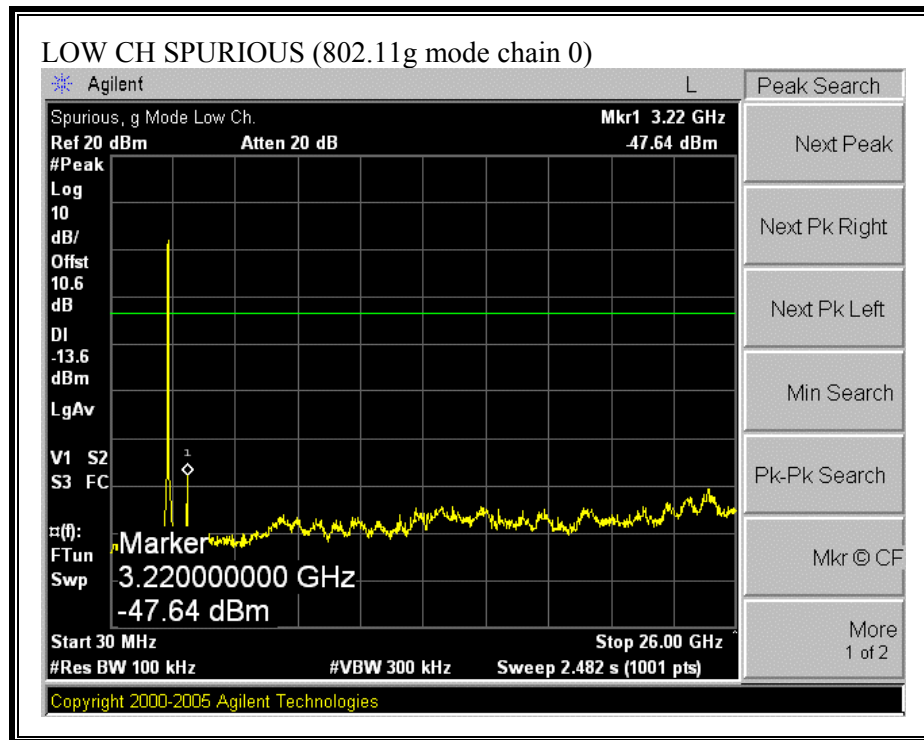 LOW CH SPURIOUS (802.11g mode chain 0)
Agilent L Peak Search
Spurious, g Mode Low Ch. Mkr1 3.22 GHz
Ref 20 dBm Atten 20 dB -47.64 dBm
#Peak
Log
10
dB/
Offst
10.6
dB
DI
-13.6
dBm
LgAv
V1 S2
S3 FC
¤(f):
FTun
Swp
1
Marker
3.220000000 GHz
-47.64 dBm
Start 30 MHz Stop 26.00 GHz ^
#Res BW 100 kHz #VBW 300 kHz Sweep 2.482 s (1001 pts)
Copyright 2000-2005 Agilent Technologies
Next Peak
Next Pk Right
Next Pk Left
Min Search
Pk-Pk Search
Mkr © CF
More
1 of 2